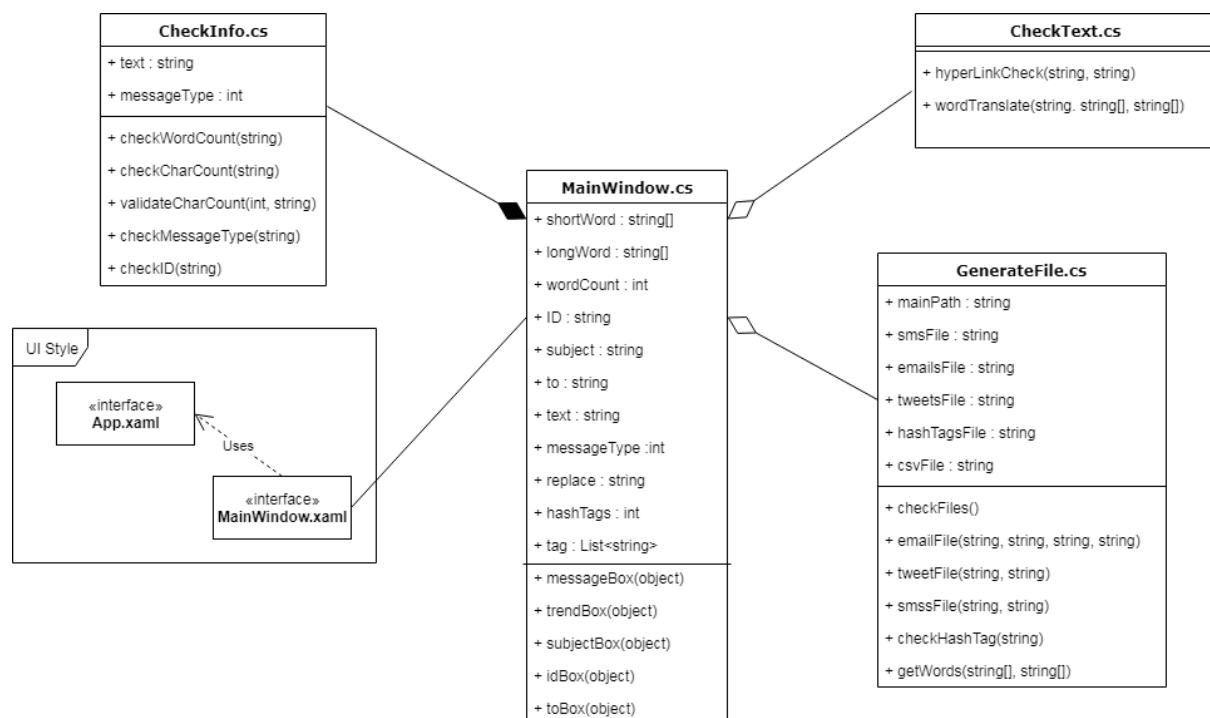 CheckInfo.cs
+ text : string
+ messageType : int
+ checkWordCount(string)
+ checkCharCount(string)
+ validateCharCount(int, string)
+ checkMessageType(string)
+ checkID(string)
UI Style
«interface»
App.xaml
Uses
«interface»
MainWindow.xaml
MainWindow.cs
+ shortWord : string[]
+ longWord : string[]
+ wordCount : int
+ ID : string
+ subject : string
+ to : string
+ text : string
+ messageType :int
+ replace : string
+ hashTags : int
+ tag : List<string>
+ messageBox(object)
+ trendBox(object)
+ subjectBox(object)
+ idBox(object)
+ toBox(object)
CheckText.cs
+ hyperLinkCheck(string, string)
+ wordTranslate(string. string[], string[])
GenerateFile.cs
+ mainPath : string
+ smsFile : string
+ emailsFile : string
+ tweetsFile : string
+ hashTagsFile : string
+ csvFile : string
+ checkFiles()
+ emailFile(string, string, string, string)
+ tweetFile(string, string)
+ smssFile(string, string)
+ checkHashTag(string)
+ getWords(string[], string[])